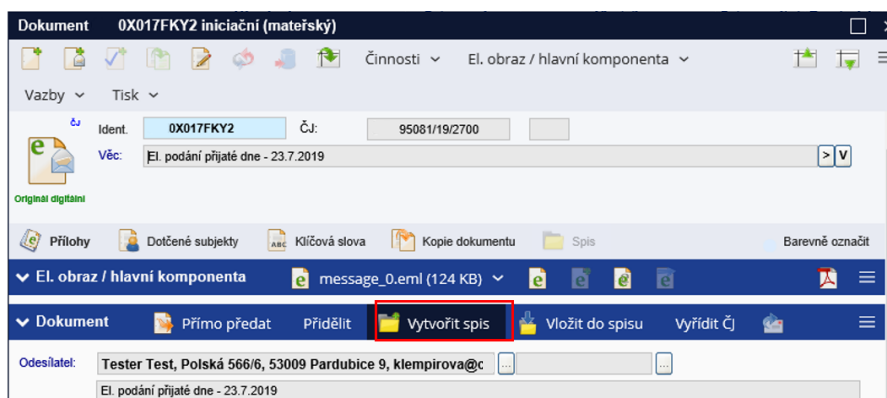 Dokument 0X017FKY2 iniciační (mateřský)
Činnosti El. obraz / hlavní komponenta
Vazby Tisk
ČJ Ident. 0X017FKY2 ČJ: 95081/19/2700
Věc: El. podání přijaté dne - 23.7.2019 > V
Originál digitální
Přílohy Dotčené subjekty ABC Klíčová slova Kopie dokumentu Spis Barevně označit
El. obraz / hlavní komponenta message_0.eml (124 KB)
Dokument Přímo předat Přidělit Vytvořit spis Vložit do spisu Vyřídit ČJ
Odesílatel: Tester Test, Polská 566/6, 53009 Pardubice 9, klempirova@c ... ...
El. podání přijaté dne - 23.7.2019